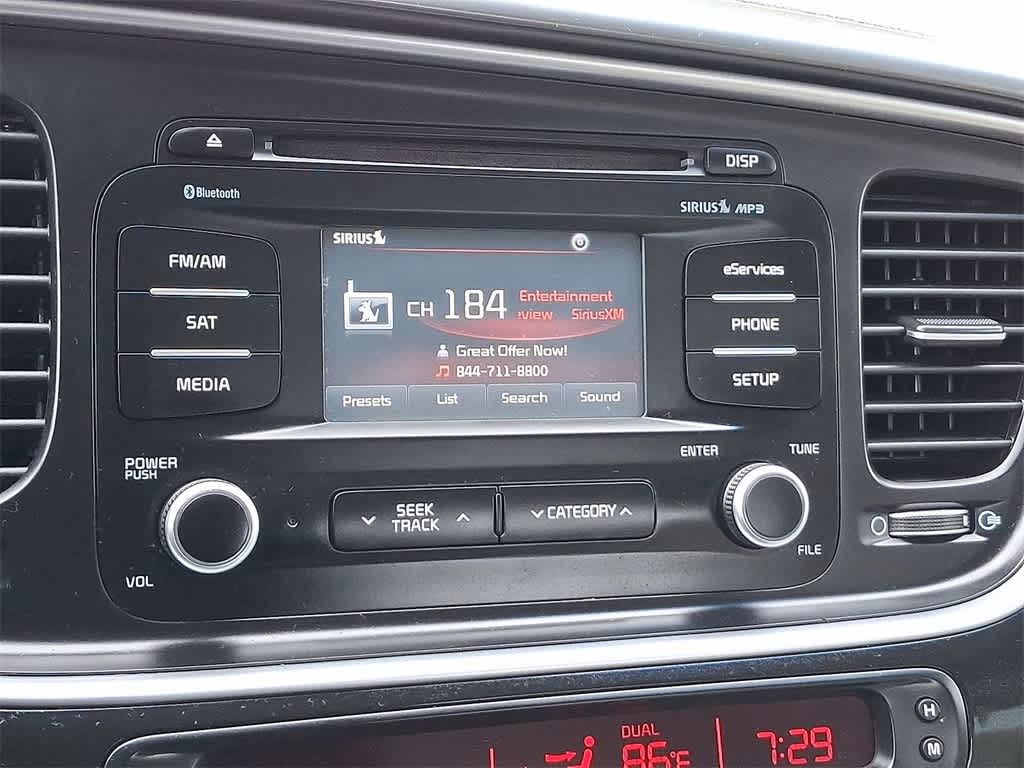 DISP
Bluetooth
SIRIUS MP3
FM/AM
SAT
MEDIA
SIRIUS
CH 184
Entertainment
:view SiriusXM
Great Offer Now!
844-711-8800
Presets List Search Sound
eServices
PHONE
SETUP
POWER
PUSH
VOL
SEEK
TRACK
CATEGORY
ENTER
TUNE
FILE
DUAL
86°F
7:29
H
M